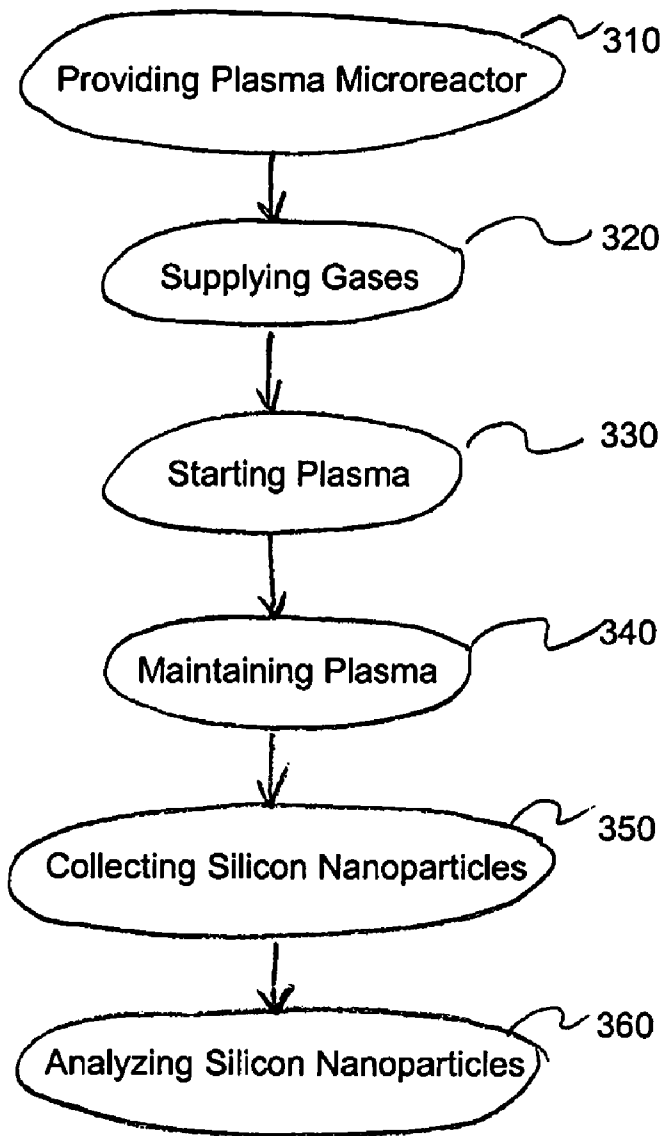 310
Providing Plasma Microreactor
320
Supplying Gases
330
Starting Plasma
340
Maintaining Plasma
350
Collecting Silicon Nanoparticles
360
Analyzing Silicon Nanoparticles